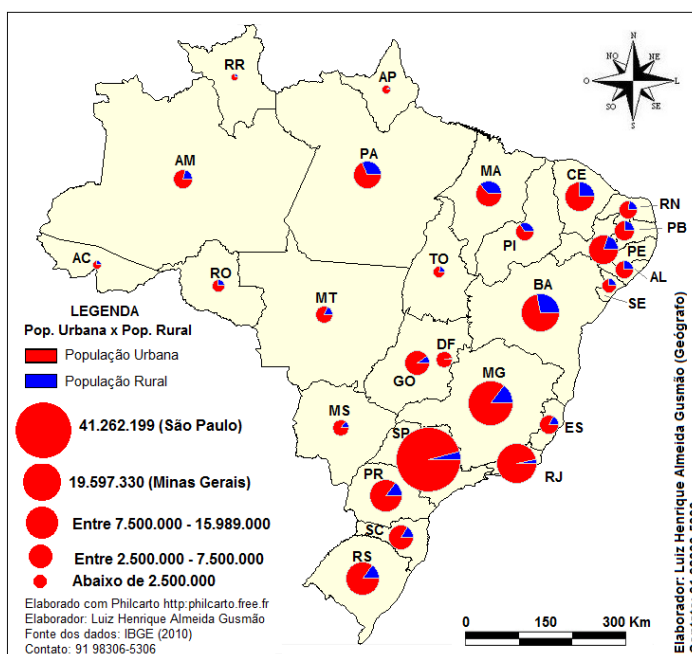 N
NO
NE
O
L
SO
SE
S
RR
AP
AM
PA
MA
CE
RN
PB
PI
PE
AC
TO
AL
RO
SE
MT
BA
LEGENDA
Pop. Urbana x Pop. Rural
População Urbana
População Rural
DF
GO
MG
MS
ES
SP
RJ
PR
SC
RS
41.262.199 (São Paulo)
19.597.330 (Minas Gerais)
Entre 7.500.000 - 15.989.000
Entre 2.500.000 - 7.500.000
Abaixo de 2.500.000
Elaborado com Philcarto http:philcarto.free.fr
Elaborador: Luiz Henrique Almeida Gusmão
Fonte dos dados: IBGE (2010)
Contato: 91 98306-5306
0 150 300 Km
Elaborador: Luiz Henrique Almeida Gusmão (Geógrafo)